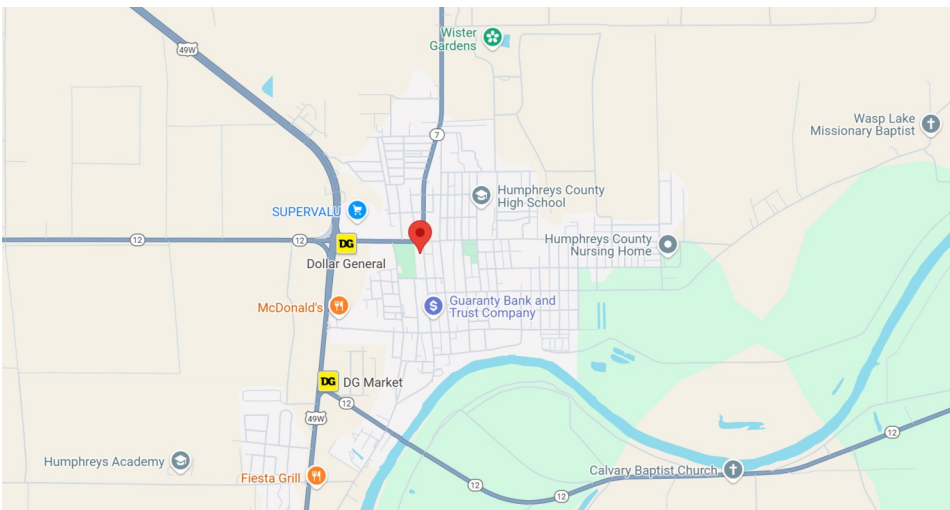 Wister
Gardens
49W
Wasp Lake
Missionary Baptist
7
Humphreys County
High School
SUPERVALU
12
12
DG
Dollar General
Humphreys County
Nursing Home
McDonald's
$
Guaranty Bank and
Trust Company
DG
DG Market
12
49W
12
Humphreys Academy
Calvary Baptist Church
Fiesta Grill
12
12